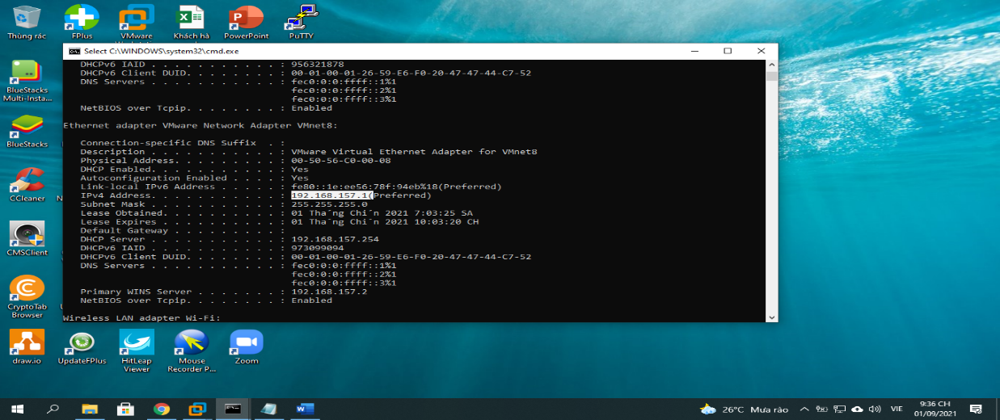 Thùng rác
FPlus
VMware
Khách hà
PowerPoint
PuTTY
Select C:\WINDOWS\system32\cmd.exe
DHCPv6 IAID . . . . . . . . . . . : 956321878
DHCPv6 Client DUID. . . . . . . . : 00-01-00-01-26-59-E6-F0-20-47-47-44-C7-52
DNS Servers . . . . . . . . . . . : fec0:0:0:ffff::1%1
fec0:0:0:ffff::2%1
fec0:0:0:ffff::3%1
NetBIOS over Tcpip. . . . . . . . : Enabled
Ethernet adapter VMware Network Adapter VMnet8:
Connection-specific DNS Suffix  . :
Description . . . . . . . . . . . : VMware Virtual Ethernet Adapter for VMnet8
Physical Address. . . . . . . . . : 00-50-56-C0-00-08
DHCP Enabled. . . . . . . . . . . : Yes
Autoconfiguration Enabled . . . . : Yes
Link-local IPv6 Address . . . . . : fe80::1e:ee56:78f:94eb%18(Preferred)
IPv4 Address. . . . . . . . . . . : 192.168.157.1(Preferred)
Subnet Mask . . . . . . . . . . . : 255.255.255.0
Lease Obtained. . . . . . . . . . : 01 Tha´ng Chi´n 2021 7:03:25 SA
Lease Expires . . . . . . . . . . : 01 Tha´ng Chi´n 2021 10:03:20 CH
Default Gateway . . . . . . . . . :
DHCP Server . . . . . . . . . . . : 192.168.157.254
DHCPv6 IAID . . . . . . . . . . . : 973099094
DHCPv6 Client DUID. . . . . . . . : 00-01-00-01-26-59-E6-F0-20-47-47-44-C7-52
DNS Servers . . . . . . . . . . . : fec0:0:0:ffff::1%1
fec0:0:0:ffff::2%1
fec0:0:0:ffff::3%1
Primary WINS Server . . . . . . . : 192.168.157.2
NetBIOS over Tcpip. . . . . . . . : Enabled
Wireless LAN adapter Wi-Fi:
BlueStacks
Multi-Insta...
BlueStacks
CCleaner
N
CMSClient
CryptoTab
Browser
draw.io
UpdateFPlus
HitLeap
Viewer
Mouse
Recorder P...
Zoom
26°C Mưa rào
VIE
9:36 CH
01/09/2021